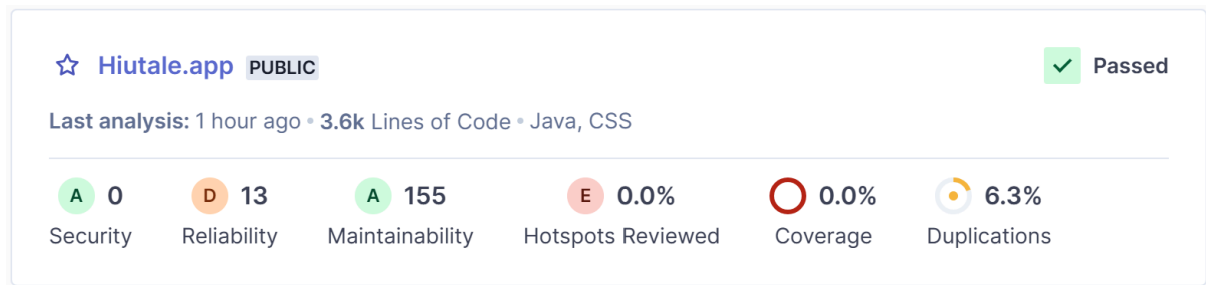 Hiutale.app PUBLIC
Passed
Last analysis: 1 hour ago • 3.6k Lines of Code • Java, CSS
A 0 D 13 A 155 E 0.0% 0.0% 6.3%
Security Reliability Maintainability Hotspots Reviewed Coverage Duplications